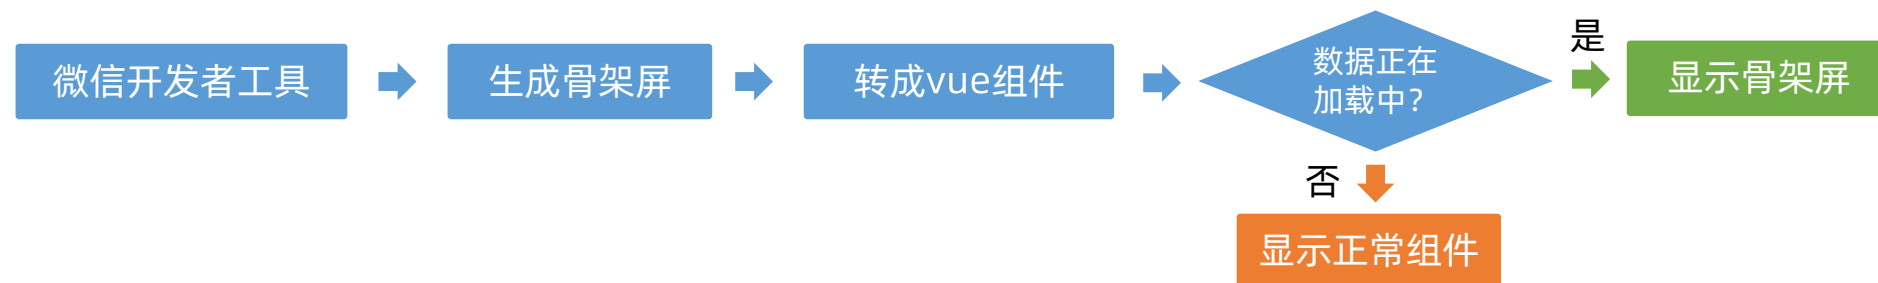 微信开发者工具
生成骨架屏
转成vue组件
数据正在
加载中？
是
显示骨架屏
否
显示正常组件